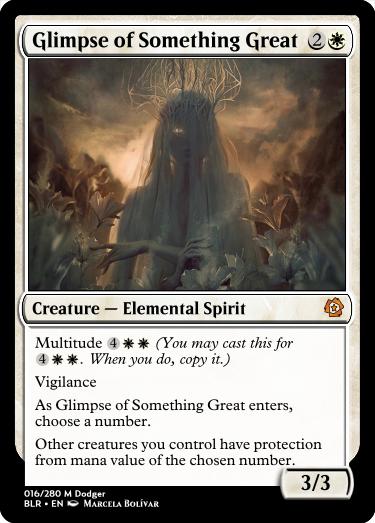 Glimpse of Something Great 2
Creature — Elemental Spirit
Multitude 4 (You may cast this for
4. When you do, copy it.)
Vigilance
As Glimpse of Something Great enters,
choose a number.
Other creatures you control have protection
from mana value of the chosen number.
3/3
016/280 M Dodger
BLR • EN Marcela Bolívar